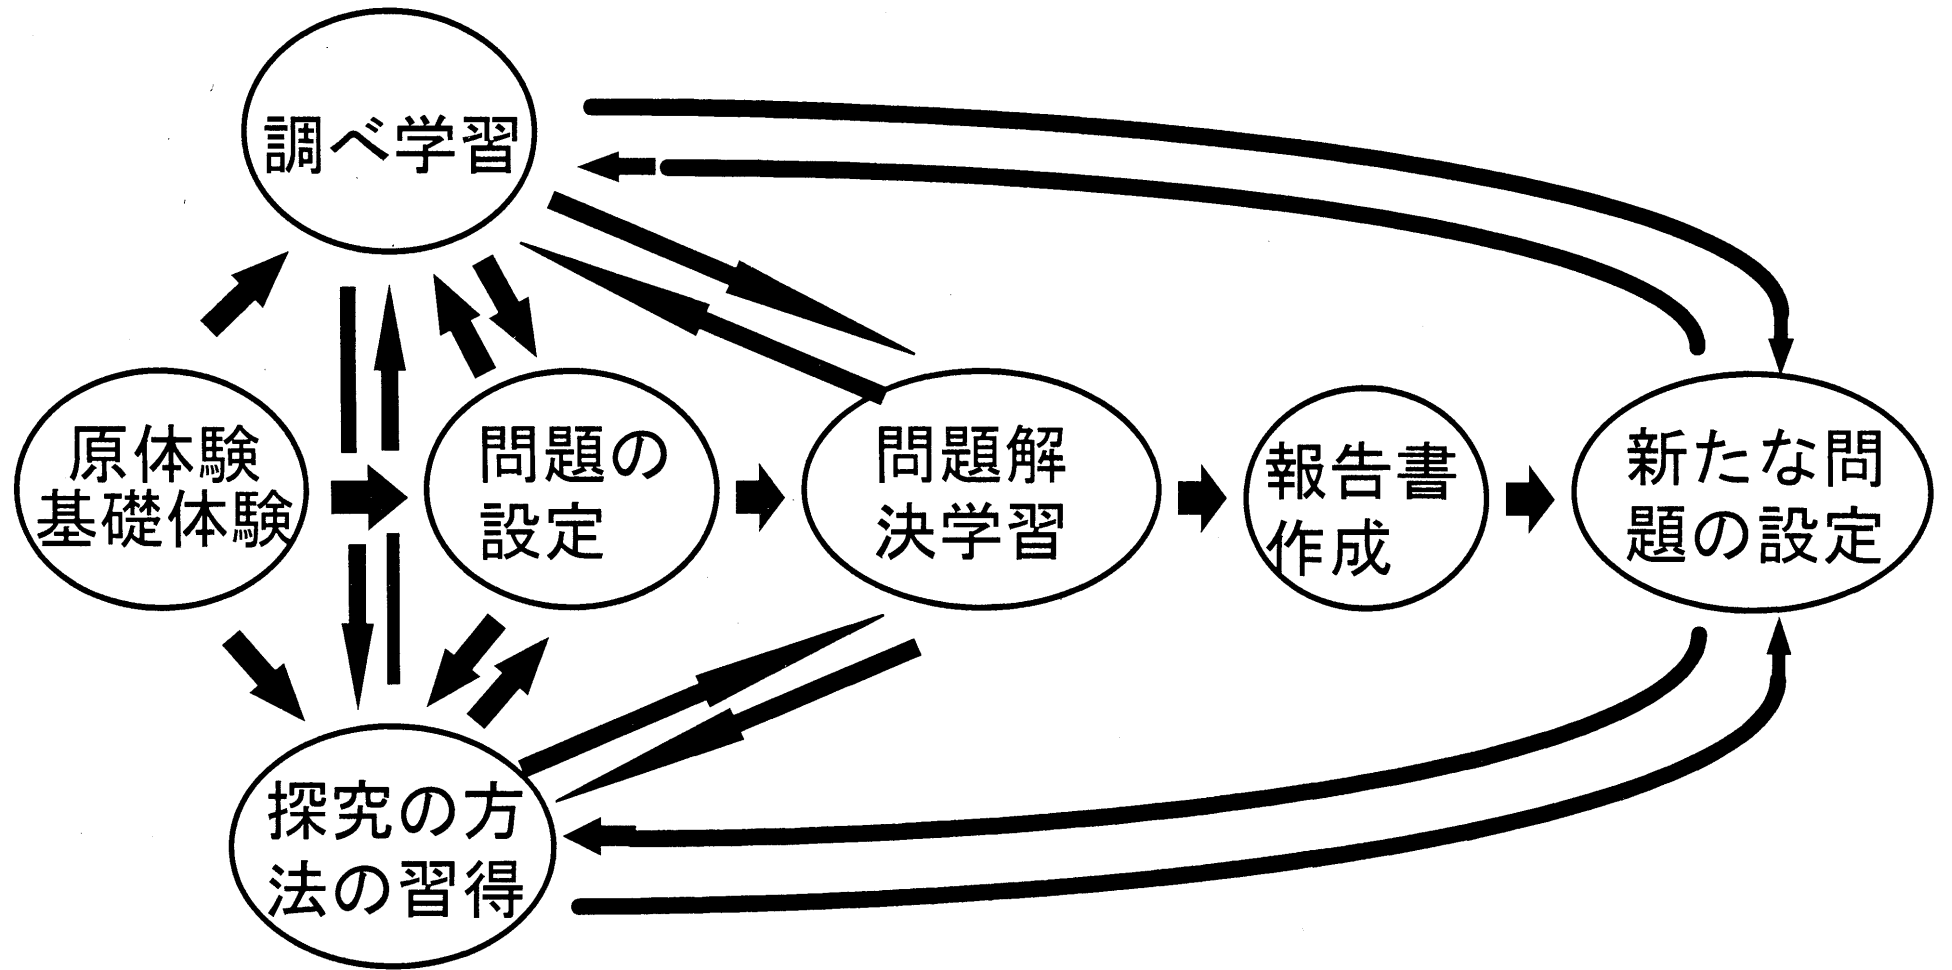 調べ学習
原体験
基礎体験
問題の
設定
問題解
決学習
報告書
作成
新たな問
題の設定
探究の方
法の習得